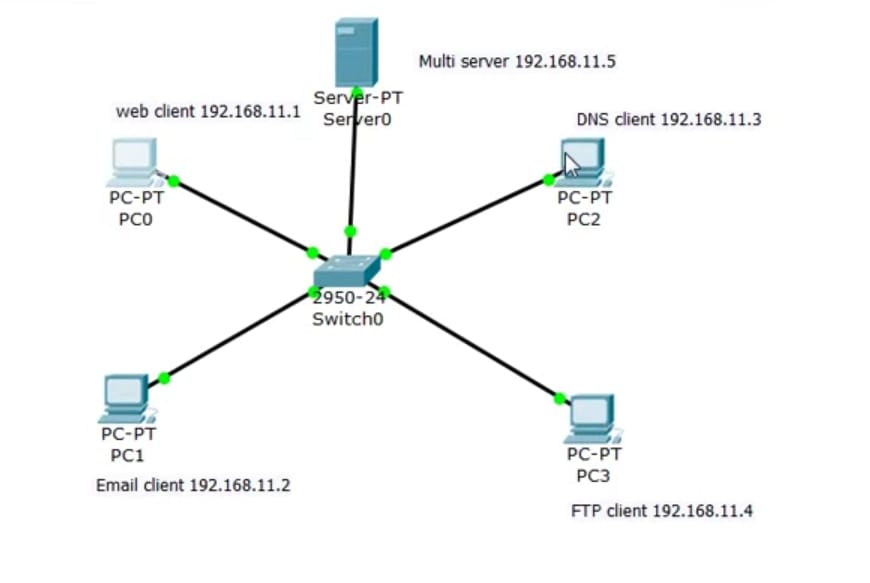 Multi server 192.168.11.5
Server-PT
Server0
web client 192.168.11.1
DNS client 192.168.11.3
PC-PT
PC0
PC-PT
PC2
2950-24
Switch0
PC-PT
PC1
Email client 192.168.11.2
PC-PT
PC3
FTP client 192.168.11.4